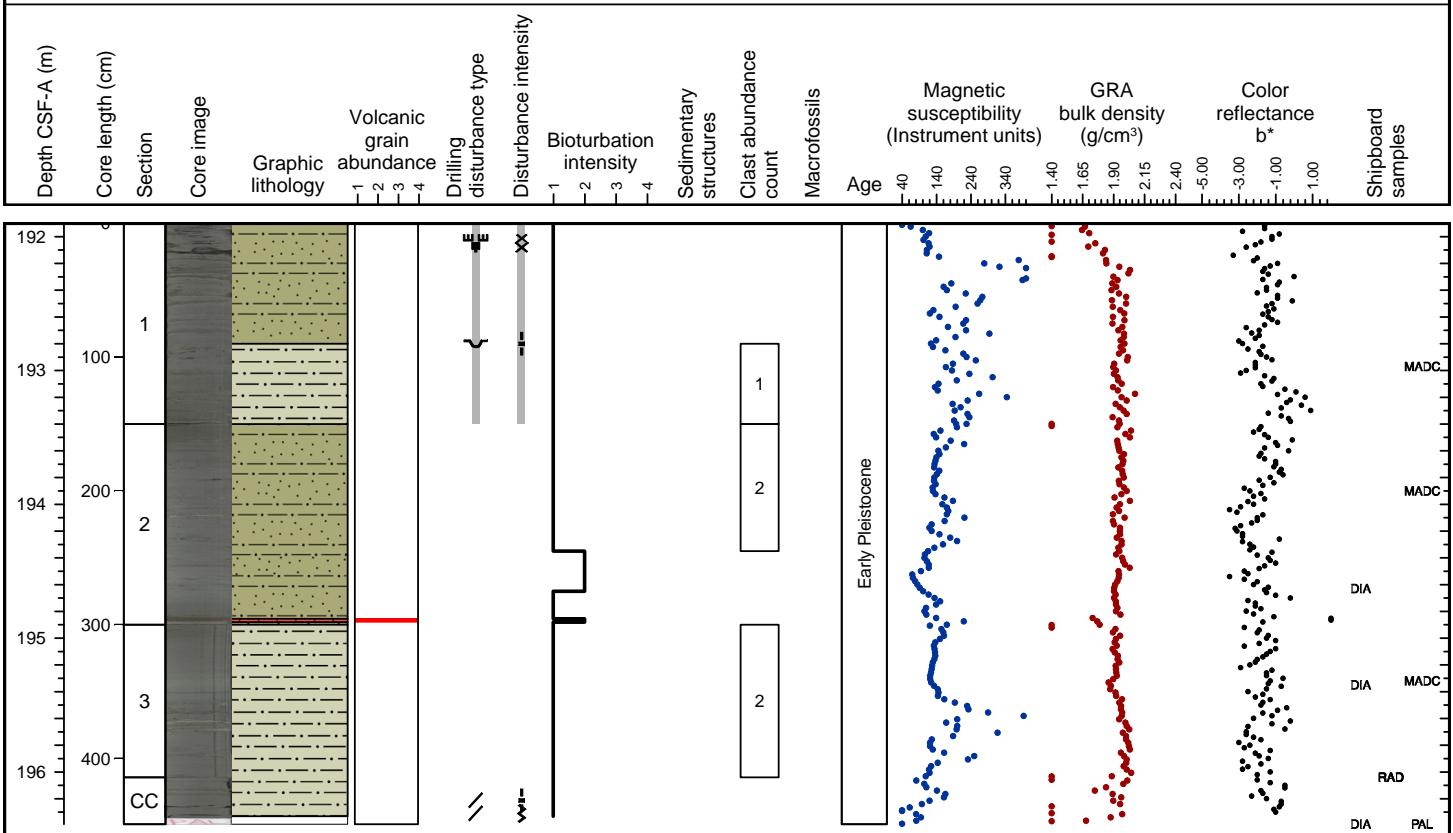 Depth CSF-A (m)
Core length (cm)
Section
Core image
Graphic
lithology
Volcanic
grain
abundance
1 2 3 4
Drilling
disturbance type
Disturbance intensity
Bioturbation
intensity
1 2 3 4
Sedimentary
structures
Clast abundance
count
Macrofossils
Age
Magnetic
susceptibility
(Instrument units)
40 140 240 340
GRA
bulk density
(g/cm³)
1.40 1.65 1.90 2.15 2.40
Color
reflectance
b*
-5.00 -3.00 -1.00 1.00
Shipboard
samples
192
193
194
195
196
0
100
200
300
400
1
2
3
CC
PAL
1
2
2
Early Pleistocene
MADC
MADC
DIA
DIA MADC
RAD
DIA PAL